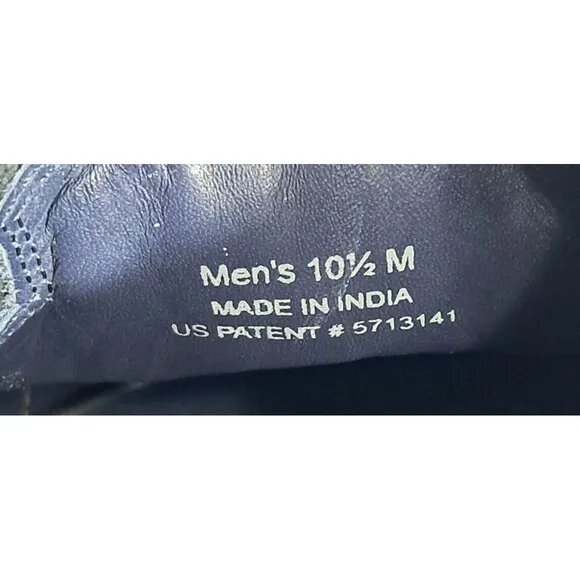 Men's 10½ M
MADE IN INDIA
US PATENT # 5713141